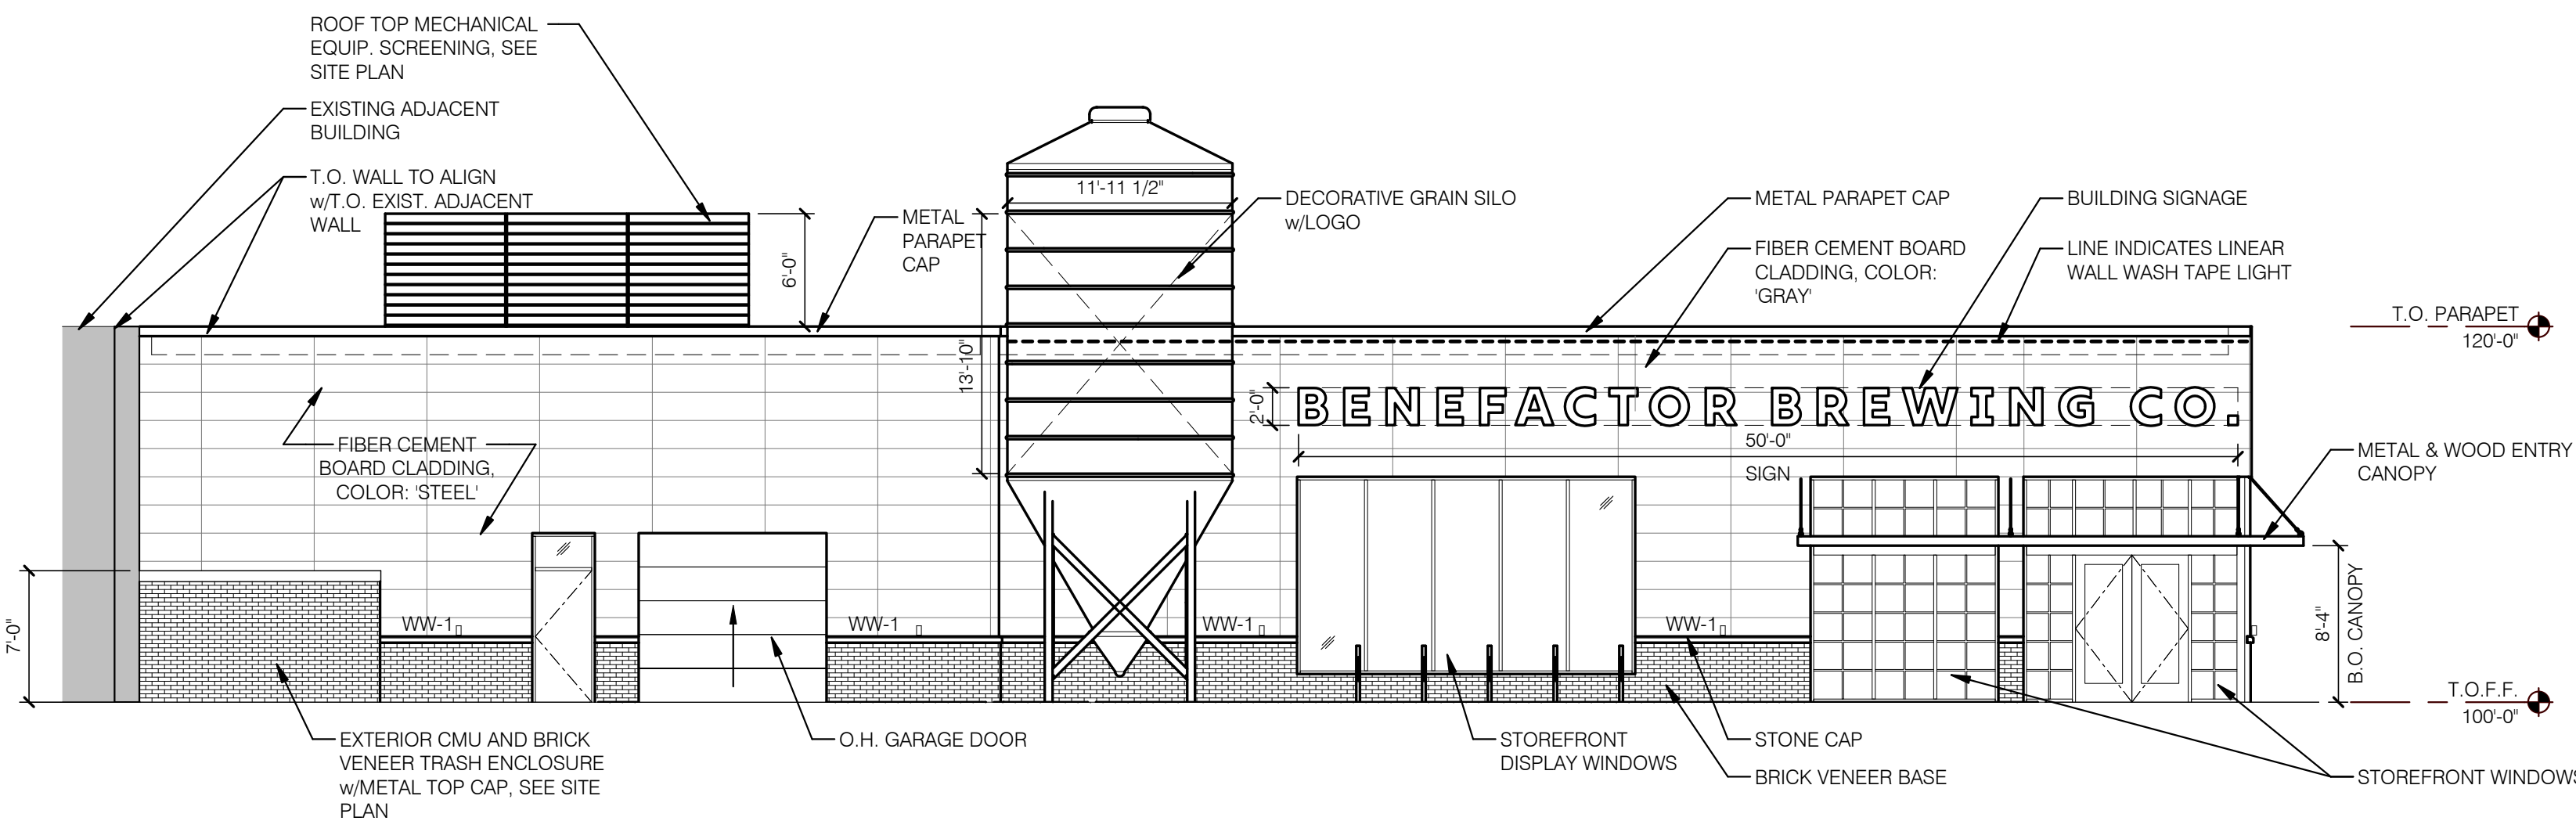 ROOF TOP MECHANICAL
EQUIP. SCREENING, SEE
SITE PLAN
EXISTING ADJACENT
BUILDING
T.O. WALL TO ALIGN
w/T.O. EXIST. ADJACENT
WALL
6'-0"
METAL
PARAPET
CAP
11'-11 1/2"
13'-10"
DECORATIVE GRAIN SILO
w/LOGO
METAL PARAPET CAP
FIBER CEMENT BOARD
CLADDING, COLOR:
'GRAY'
BUILDING SIGNAGE
LINE INDICATES LINEAR
WALL WASH TAPE LIGHT
T.O. PARAPET
120'-0"
2'-0"
BENEFACTOR BREWING CO.
50'-0"
SIGN
FIBER CEMENT
BOARD CLADDING,
COLOR: 'STEEL'
METAL & WOOD ENTRY
CANOPY
7'-0"
WW-1
WW-1
WW-1
WW-1
8'-4"
B.O. CANOPY
T.O.F.F.
100'-0"
EXTERIOR CMU AND BRICK
VENEER TRASH ENCLOSURE
w/METAL TOP CAP, SEE SITE
PLAN
O.H. GARAGE DOOR
STOREFRONT
DISPLAY WINDOWS
STONE CAP
BRICK VENEER BASE
STOREFRONT WINDOWS